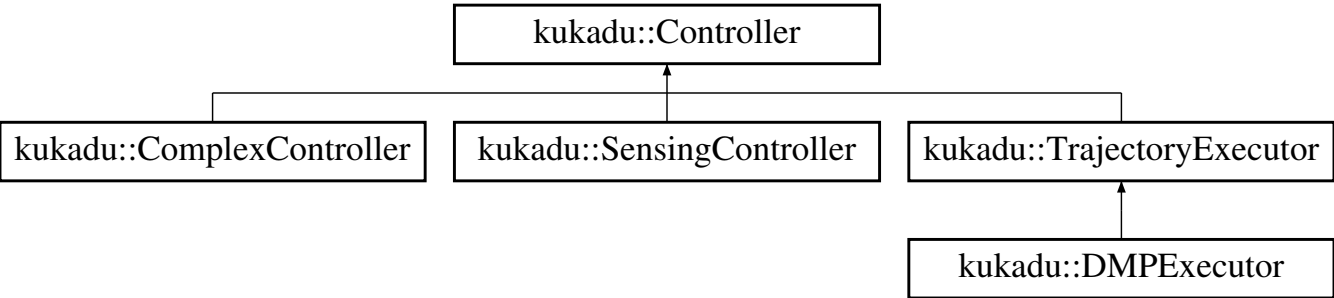 kukadu::Controller
kukadu::ComplexController
kukadu::SensingController
kukadu::TrajectoryExecutor
kukadu::DMPExecutor